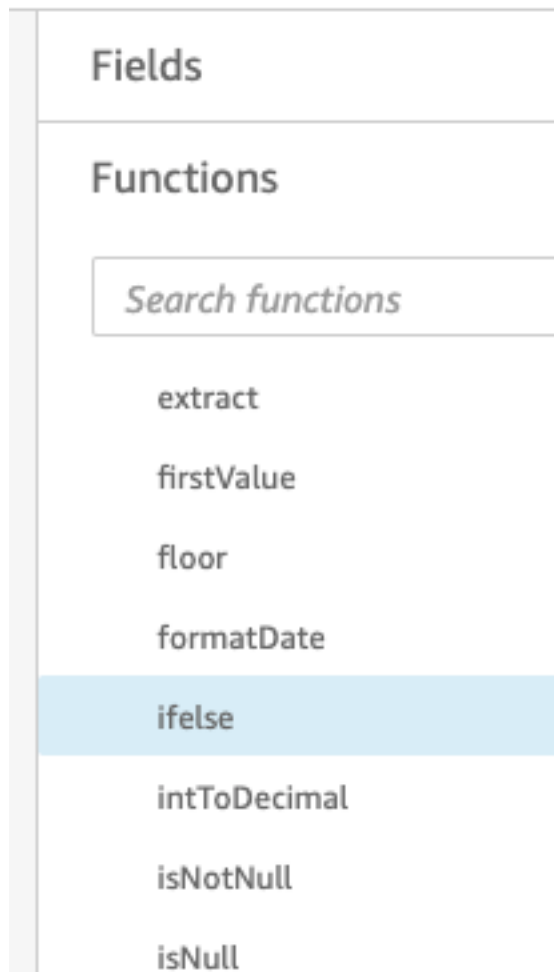 Fields
Functions
Search functions
extract
firstValue
floor
formatDate
ifelse
intToDecimal
isNotNull
isNull